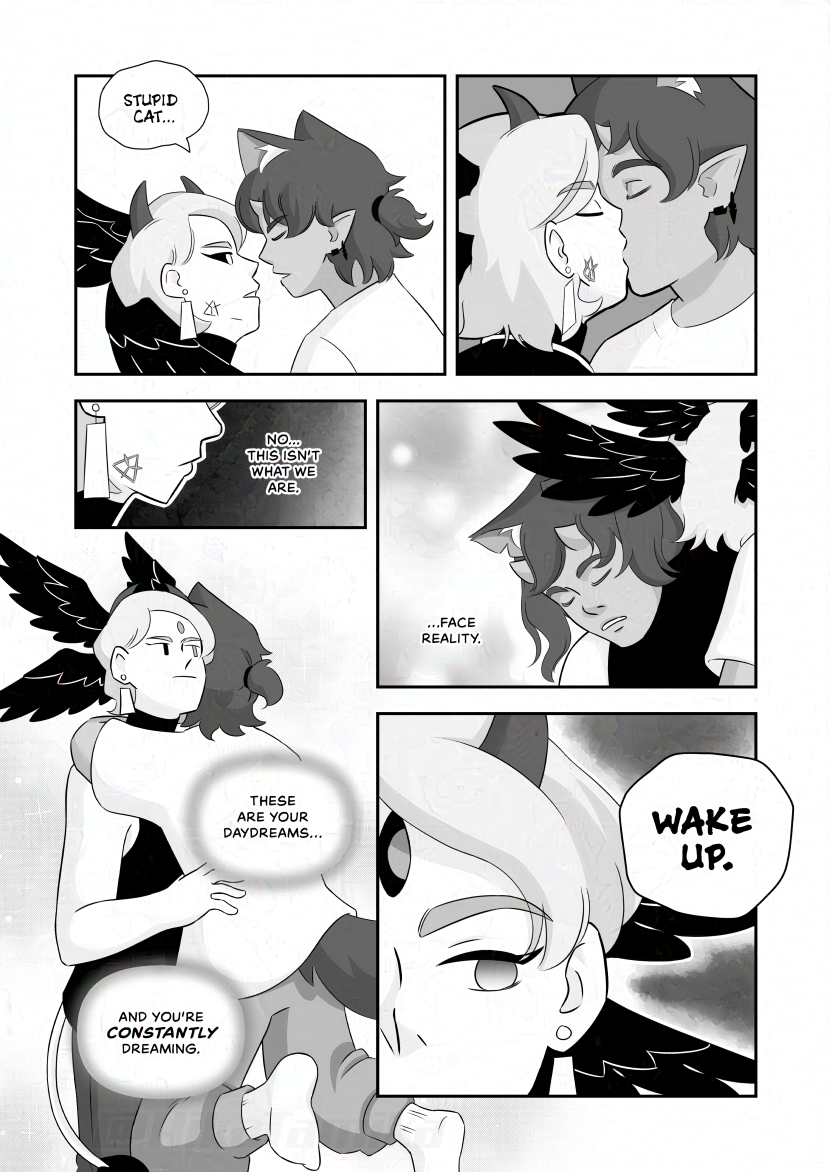 STUPID
CAT...
NO...
THIS ISN'T
WHAT WE
ARE.
...FACE
REALITY.
THESE
ARE YOUR
DAYDREAMS...
AND YOU'RE
CONSTANTLY
DREAMING.
WAKE
UP.